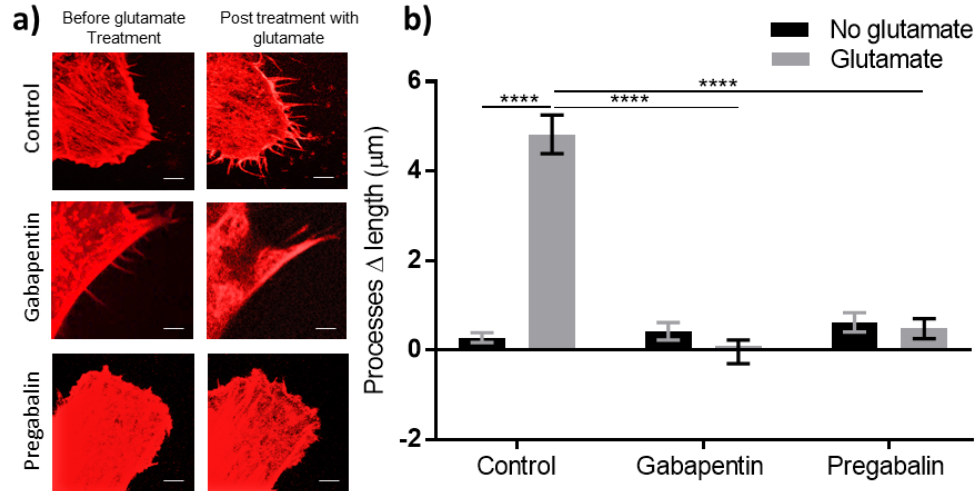 a)
Before glutamate
Treatment
Post treatment with
glutamate
Control
Gabapentin
Pregabalin
b)
No glutamate
Glutamate
Processes Δ length (μm)
6
4
2
0
-2
****
****
****
Control
Gabapentin
Pregabalin